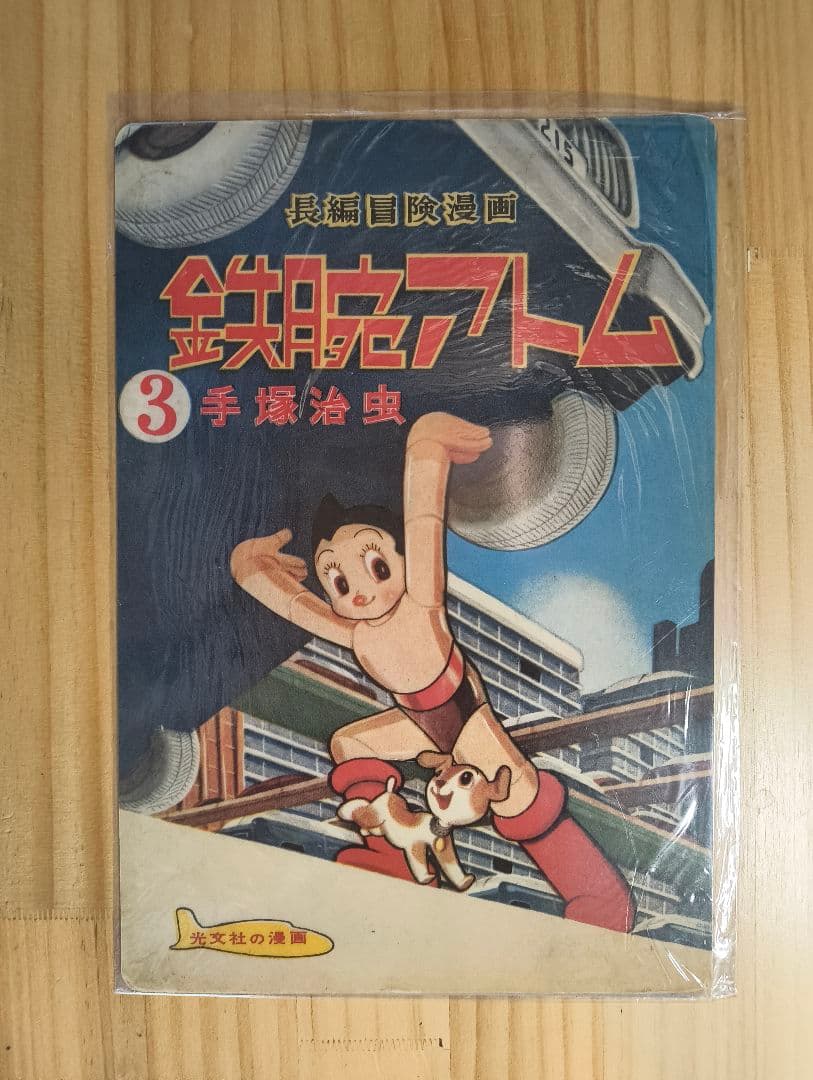 215
長編冒険漫画
鉄腕アトム
3 手塚治虫
光文社の漫画